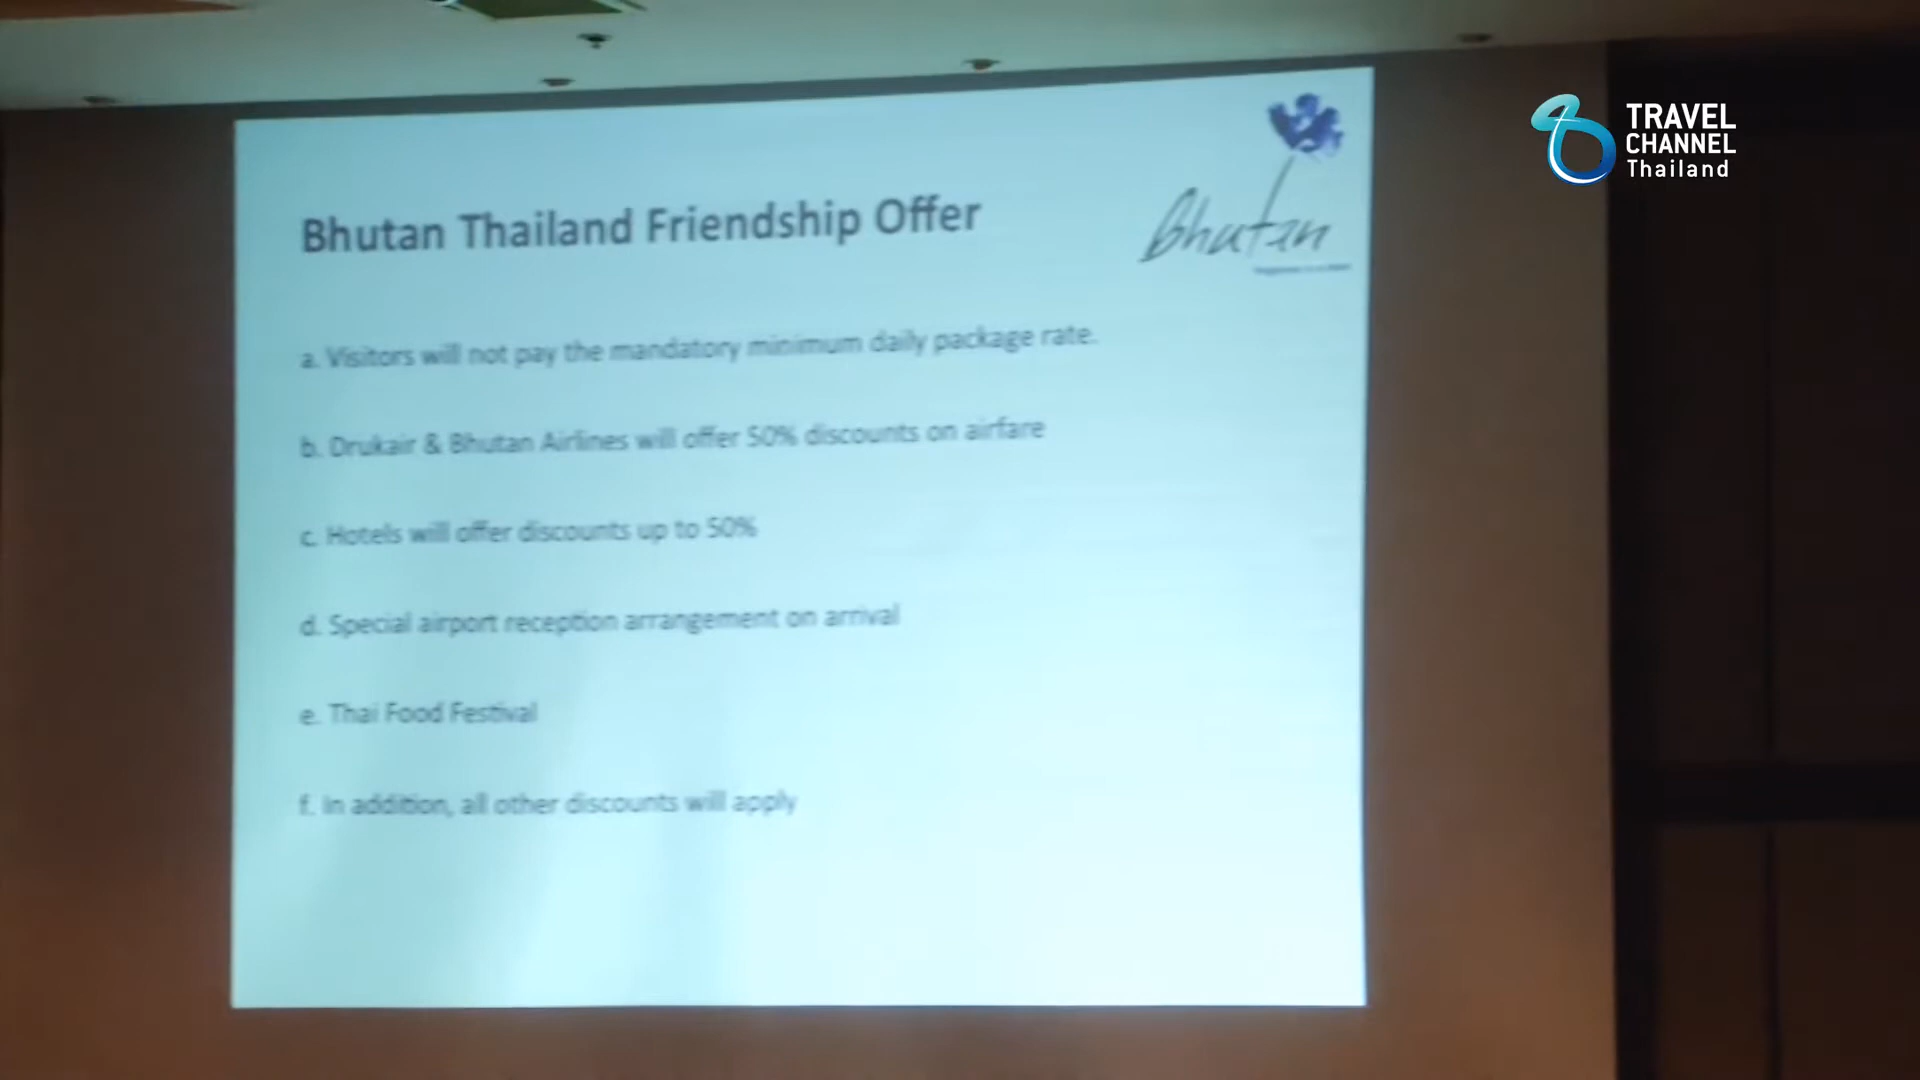 TRAVEL
CHANNEL
Thailand
Bhutan
Bhutan Thailand Friendship Offer
a. Visitors will not pay the mandatory minimum daily package rate.
b. Drukair & Bhutan Airlines will offer 50% discounts on airfare
c. Hotels will offer discounts up to 50%
d. Special airport reception arrangement on arrival
e. Thai Food Festival
f. In addition, all other discounts will apply